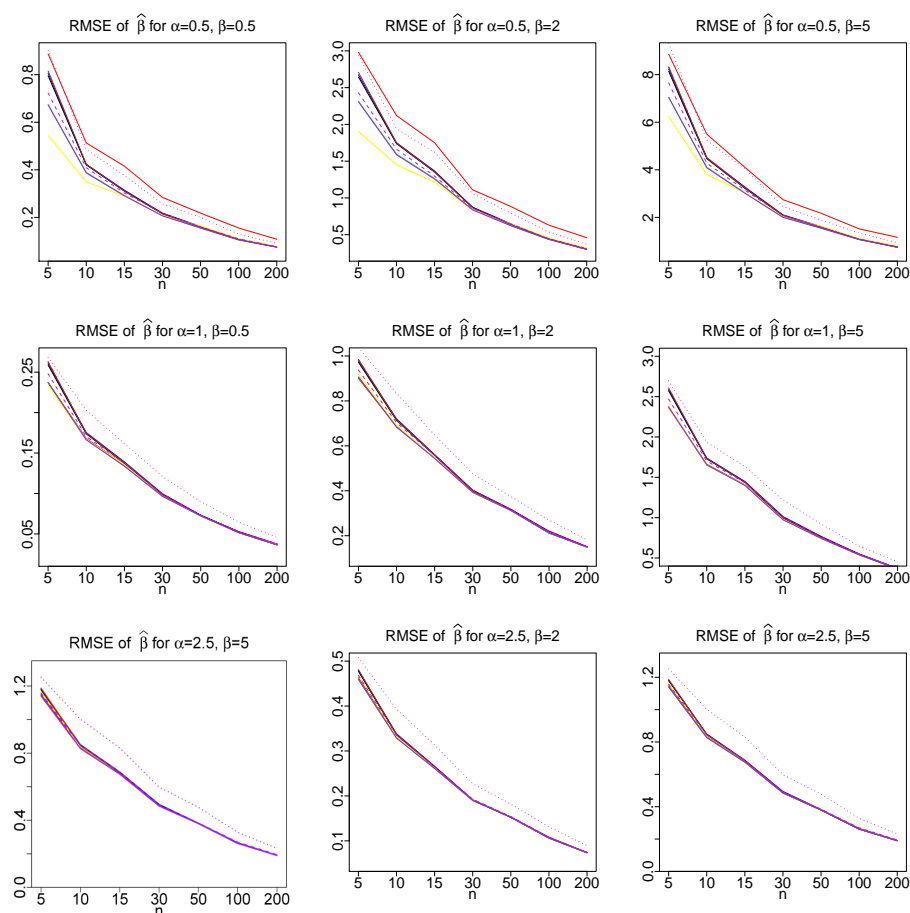 RMSE of β̂ for α=0.5, β=0.5
0.2 0.4 0.6 0.8
5 10 15 30 50 100 200
n
RMSE of β̂ for α=0.5, β=2
0.5 1.0 1.5 2.0 2.5 3.0
5 10 15 30 50 100 200
n
RMSE of β̂ for α=0.5, β=5
2 4 6 8
5 10 15 30 50 100 200
n
RMSE of β̂ for α=1, β=0.5
0.05 0.15 0.25
5 10 15 30 50 100 200
n
RMSE of β̂ for α=1, β=2
0.2 0.4 0.6 0.8 1.0
5 10 15 30 50 100 200
n
RMSE of β̂ for α=1, β=5
0.5 1.0 1.5 2.0 2.5 3.0
5 10 15 30 50 100 200
n
RMSE of β̂ for α=2.5, β=5
0.0 0.4 0.8 1.2
5 10 15 30 50 100 200
n
RMSE of β̂ for α=2.5, β=2
0.1 0.2 0.3 0.4 0.5
5 10 15 30 50 100 200
n
RMSE of β̂ for α=2.5, β=5
0.0 0.4 0.8 1.2
5 10 15 30 50 100 200
n